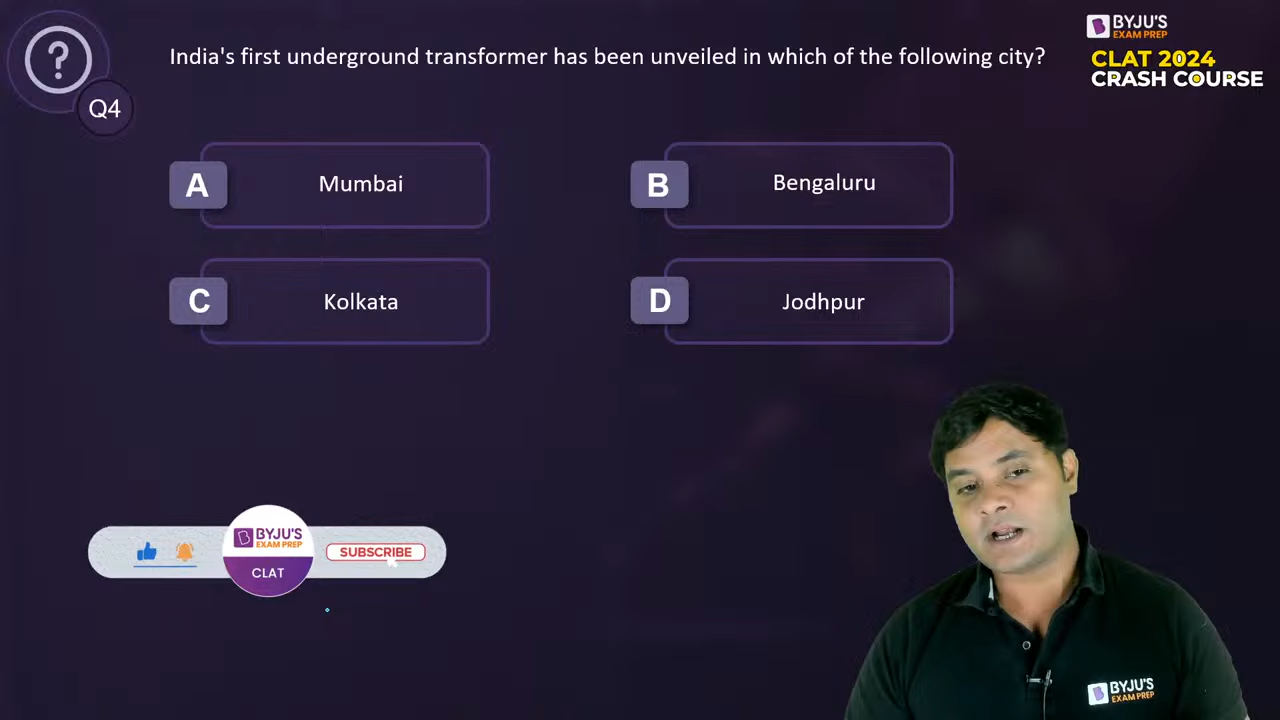 India's first underground transformer has been unveiled in which of the following city?
BYJU'S
EXAM PREP
CLAT 2024
CRASH COURSE
?
Q4
A
Mumbai
B
Bengaluru
C
Kolkata
D
Jodhpur
BYJU'S
EXAM PREP
CLAT
SUBSCRIBE
BYJU'S
EXAM PREP